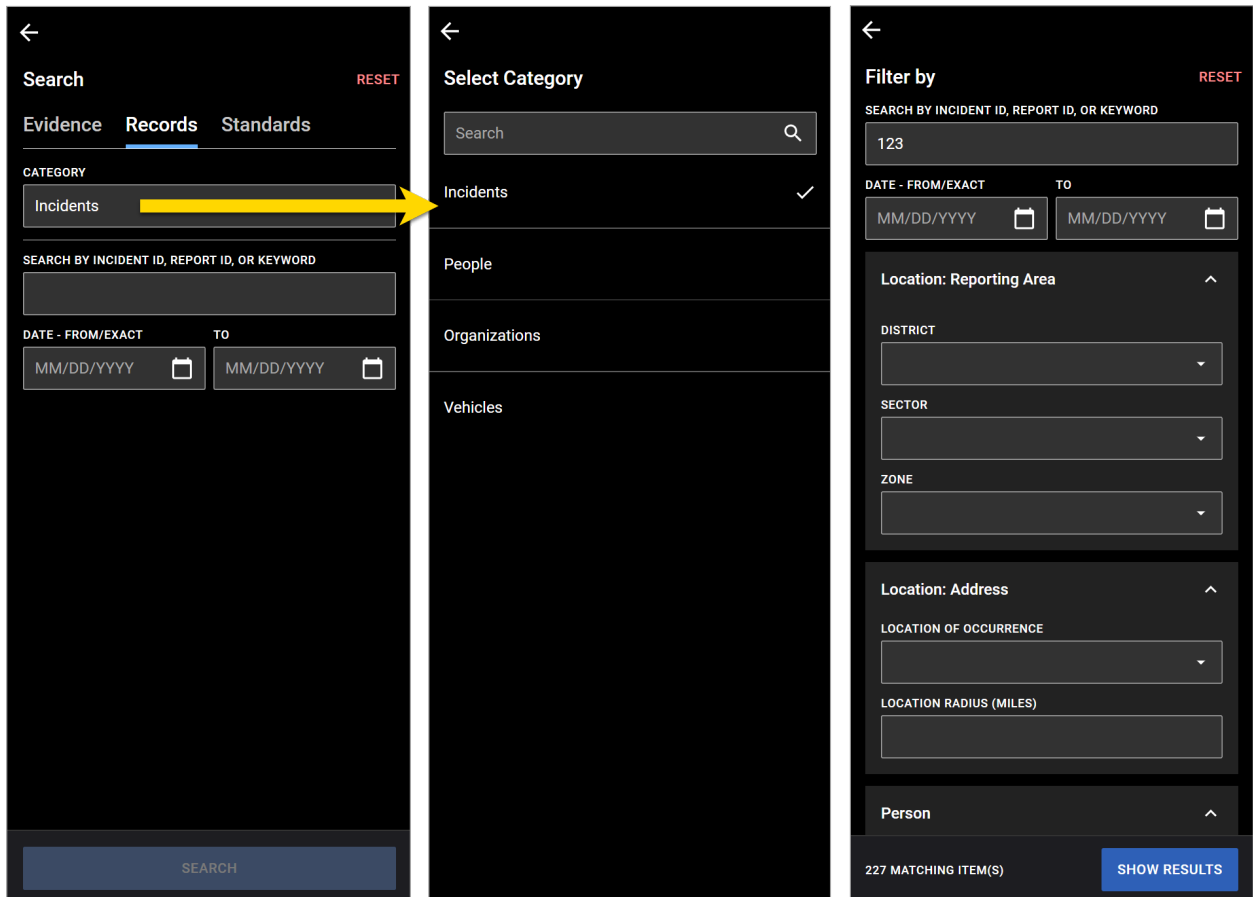 Search
RESET
Evidence Records Standards
CATEGORY
Incidents
SEARCH BY INCIDENT ID, REPORT ID, OR KEYWORD
DATE - FROM/EXACT TO
MM/DD/YYYY MM/DD/YYYY
SEARCH
Select Category
Search
Incidents
People
Organizations
Vehicles
Filter by
RESET
SEARCH BY INCIDENT ID, REPORT ID, OR KEYWORD
123
DATE - FROM/EXACT TO
MM/DD/YYYY MM/DD/YYYY
Location: Reporting Area
DISTRICT
SECTOR
ZONE
Location: Address
LOCATION OF OCCURRENCE
LOCATION RADIUS (MILES)
Person
227 MATCHING ITEM(S)
SHOW RESULTS